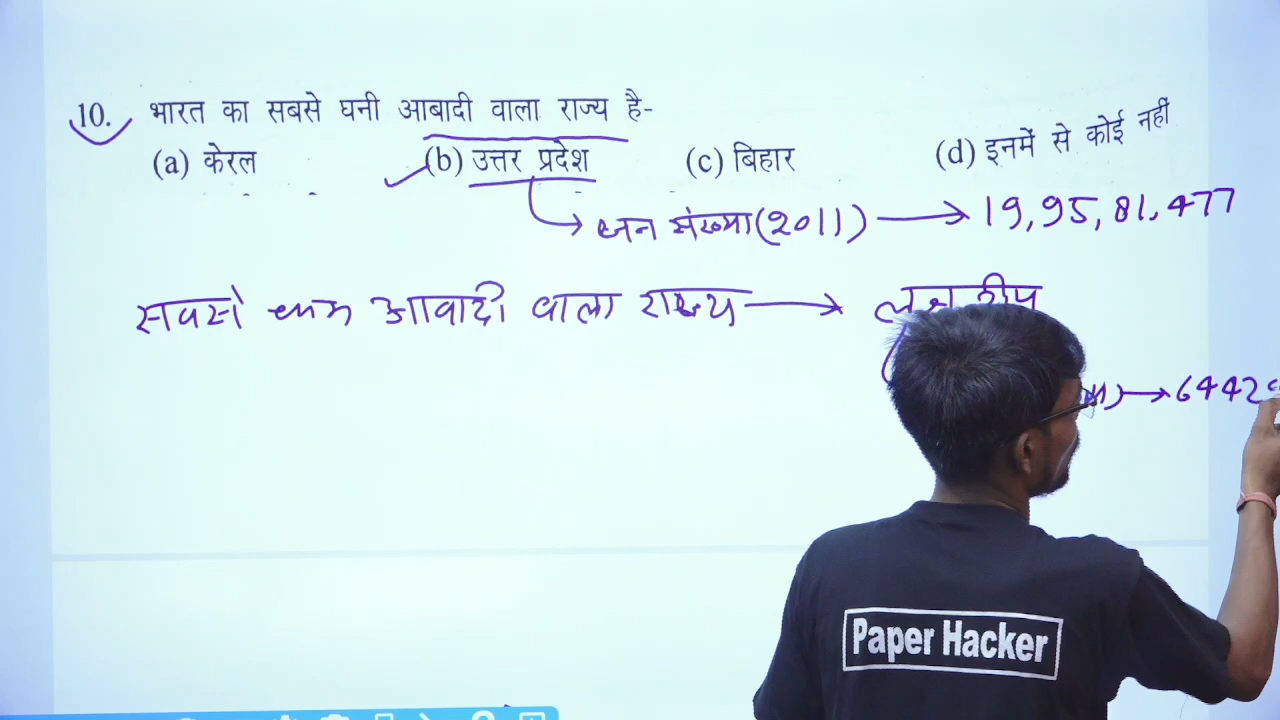 10. भारत का सबसे घनी आबादी वाला राज्य है-
(a) केरल (b) उत्तर प्रदेश (c) बिहार (d) इनमें से कोई नहीं
जन संख्या (2011) → 19,95,81,477
सबसे कम आबादी वाला राज्य →
→ 6442
Paper Hacker